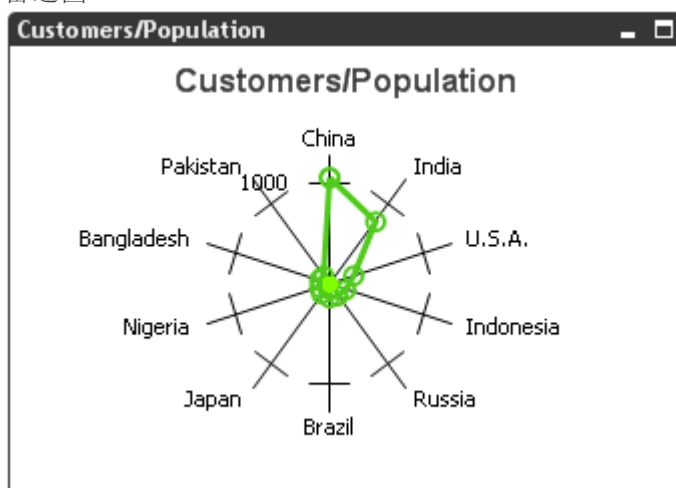 Customers/Population
Customers/Population
China
Pakistan
1000
India
Bangladesh
U.S.A.
Nigeria
Indonesia
Japan
Russia
Brazil